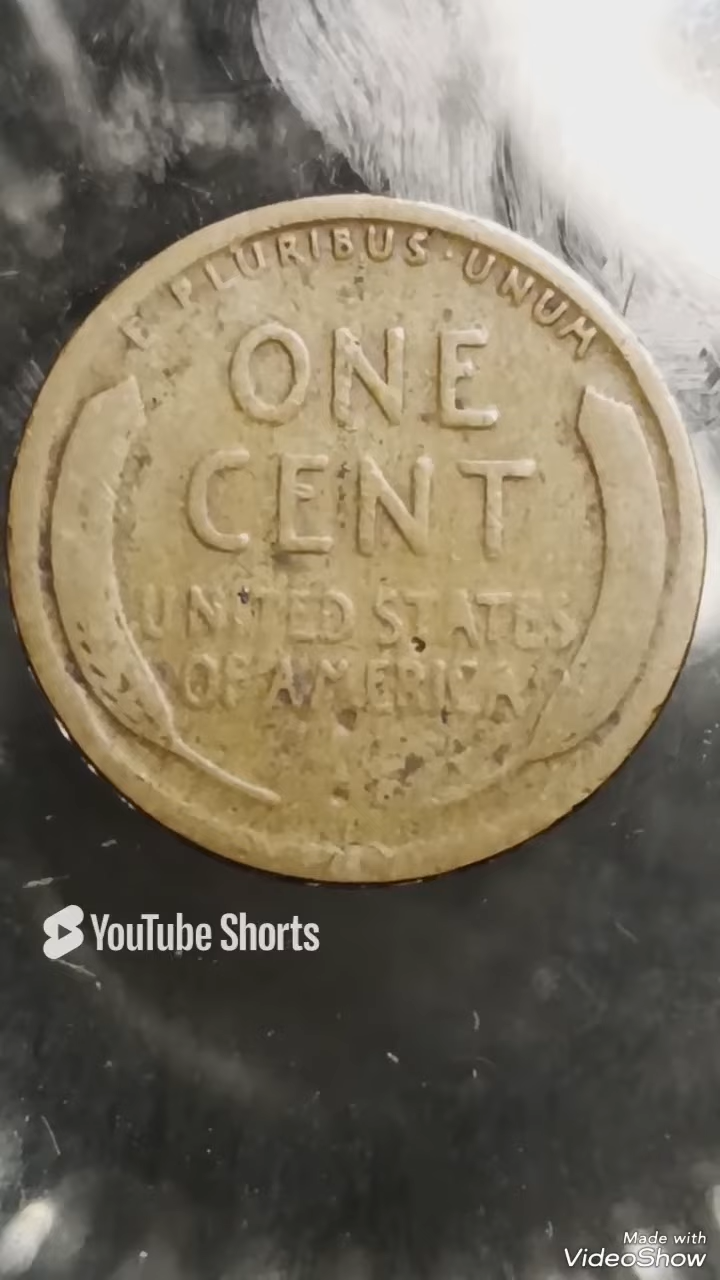 E PLURIBUS · UNUM
ONE
CENT
UNITED STATES
OF AMERICA
YouTube Shorts
Made with
VideoShow